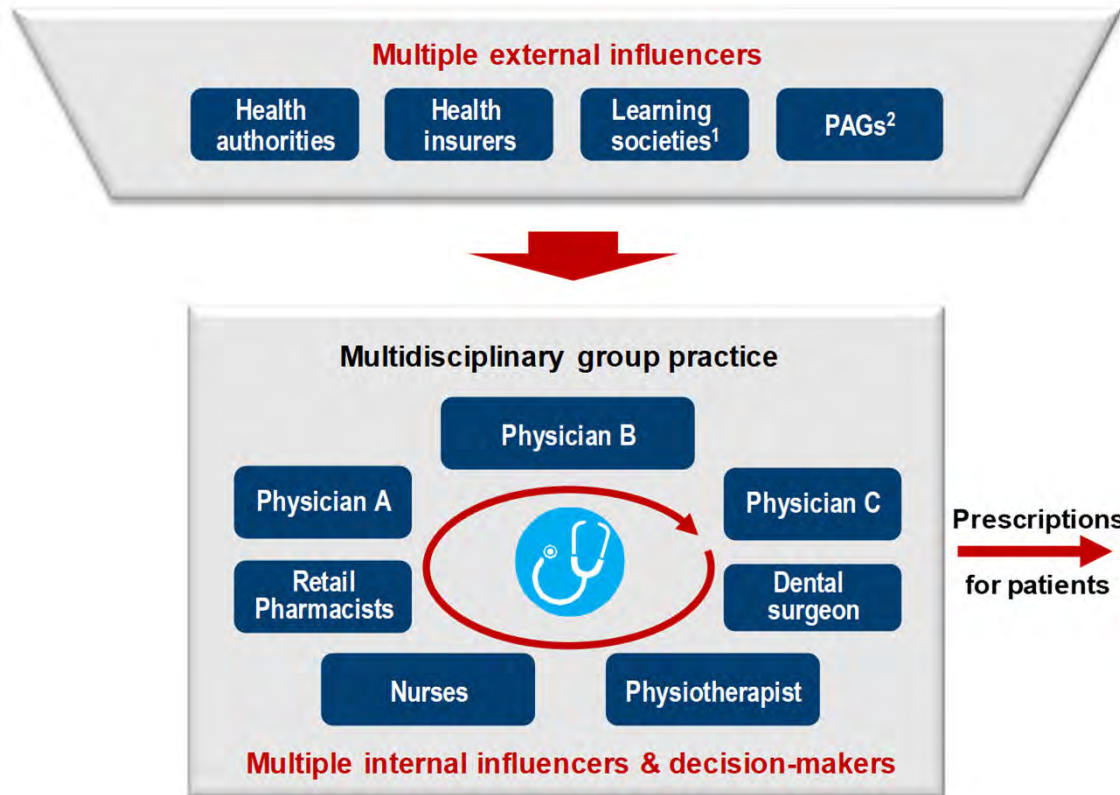 Multiple external influencers
Health
authorities
Health
insurers
Learning
societies¹
PAGs²
Multidisciplinary group practice
Physician B
Physician A
Physician C
Retail
Pharmacists
Dental
surgeon
Nurses
Physiotherapist
Multiple internal influencers & decision-makers
Prescriptions
for patients